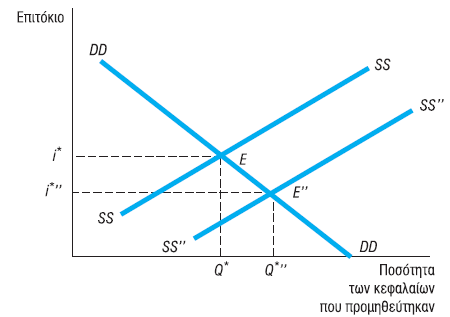 Επιτόκιο
DD
SS
SS''
i*
E
i*''
E''
SS
SS''
DD
Q*
Q*''
Ποσότητα
των κεφαλαίων
που προμηθεύτηκαν